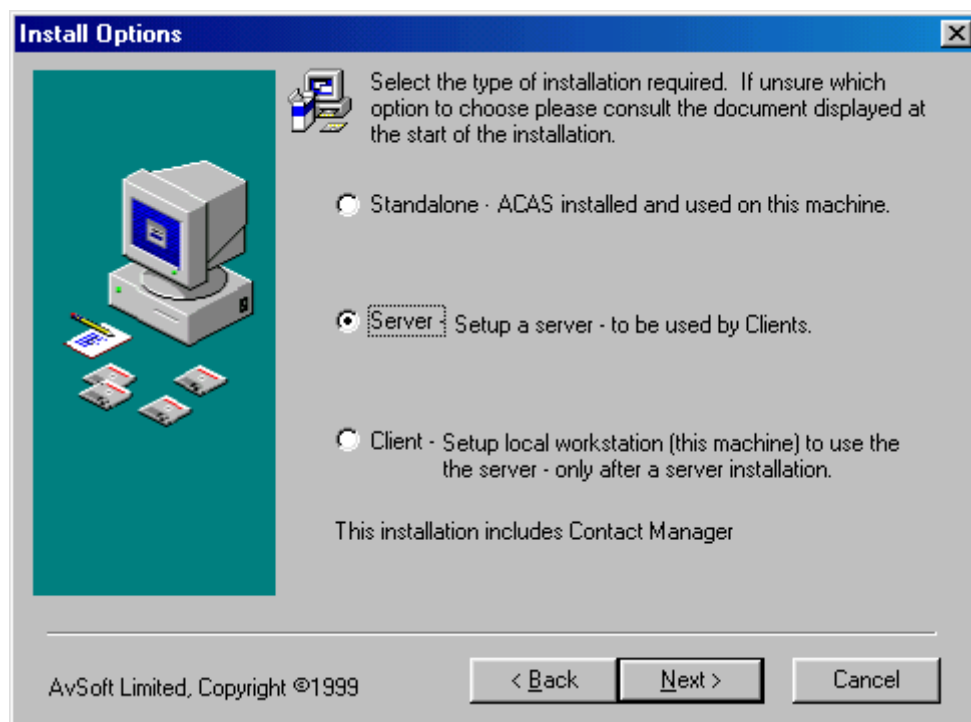 Install Options
Select the type of installation required. If unsure which
option to choose please consult the document displayed at
the start of the installation.
Standalone - ACAS installed and used on this machine.
Server - Setup a server - to be used by Clients.
Client - Setup local workstation (this machine) to use the
the server - only after a server installation.
This installation includes Contact Manager
AvSoft Limited, Copyright ©1999
< Back
Next >
Cancel